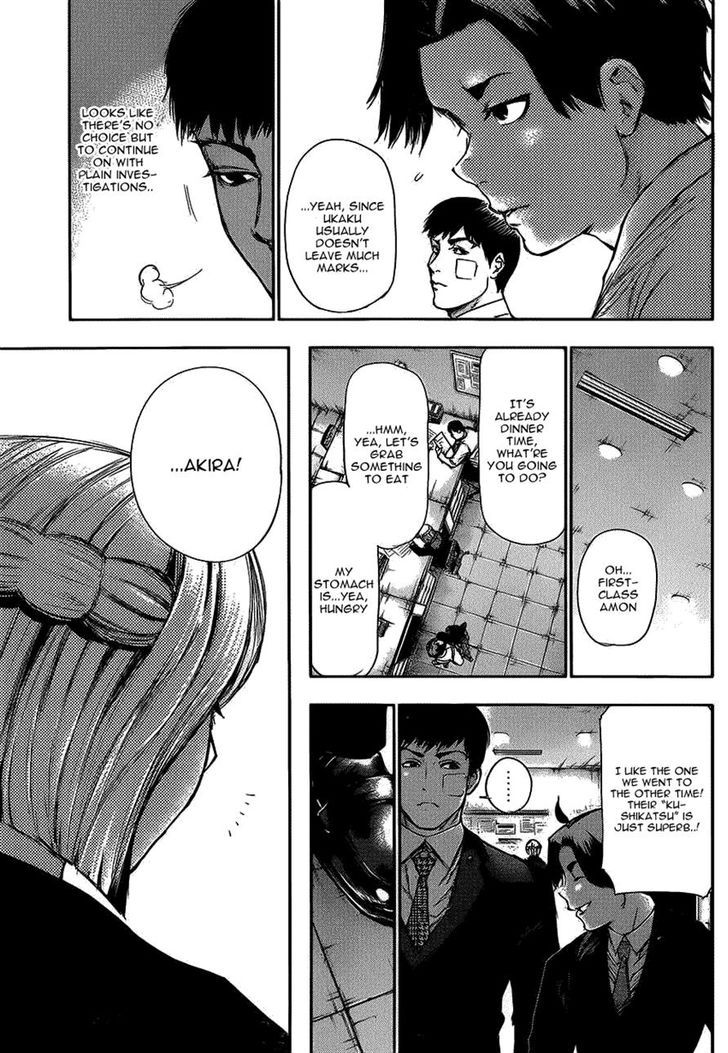 ...YEAH, SINCE
UKAKU
USUALLY
DOESN'T
LEAVE MUCH
MARKS...
LOOKS LIKE
THERE'S NO
CHOICE BUT
TO CONTINUE
ON WITH
PLAIN INVES-
TIGATIONS..
OH...
FIRST-
CLASS
AMON
IT'S
ALREADY
DINNER
TIME,
WHAT'RE
YOU GOING
TO DO?
...HMM,
YEA, LET'S
GRAB
SOMETHING
TO EAT
MY
STOMACH
IS...YEA,
HUNGRY
I LIKE THE ONE
WE WENT TO
THE OTHER TIME!
THEIR "KU-
SHIKATSU" IS
JUST SUPERB..!
.....
...AKIRA!